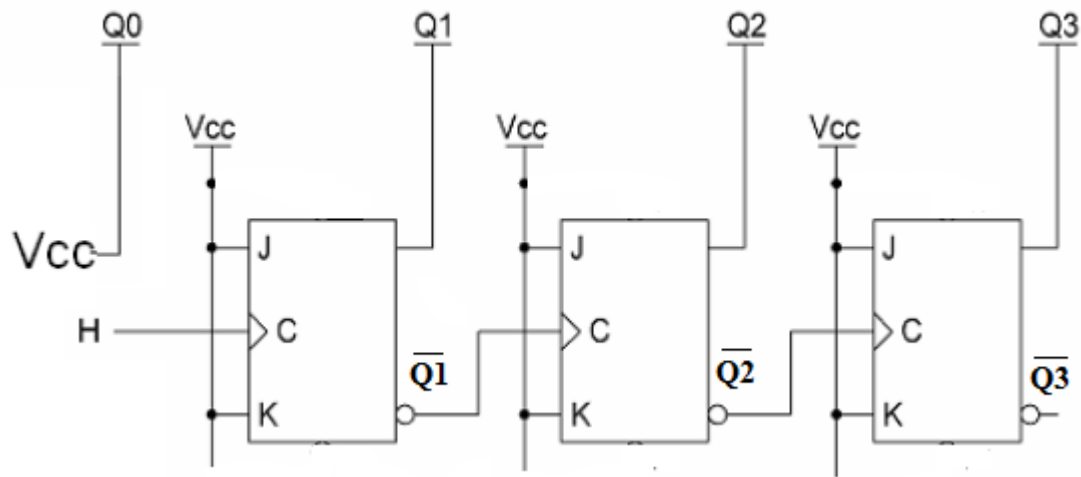 Q0 Q1 Q2 Q3
Vcc Vcc Vcc
Vcc J J J
H C C C
Q1 Q2 Q3
K K K